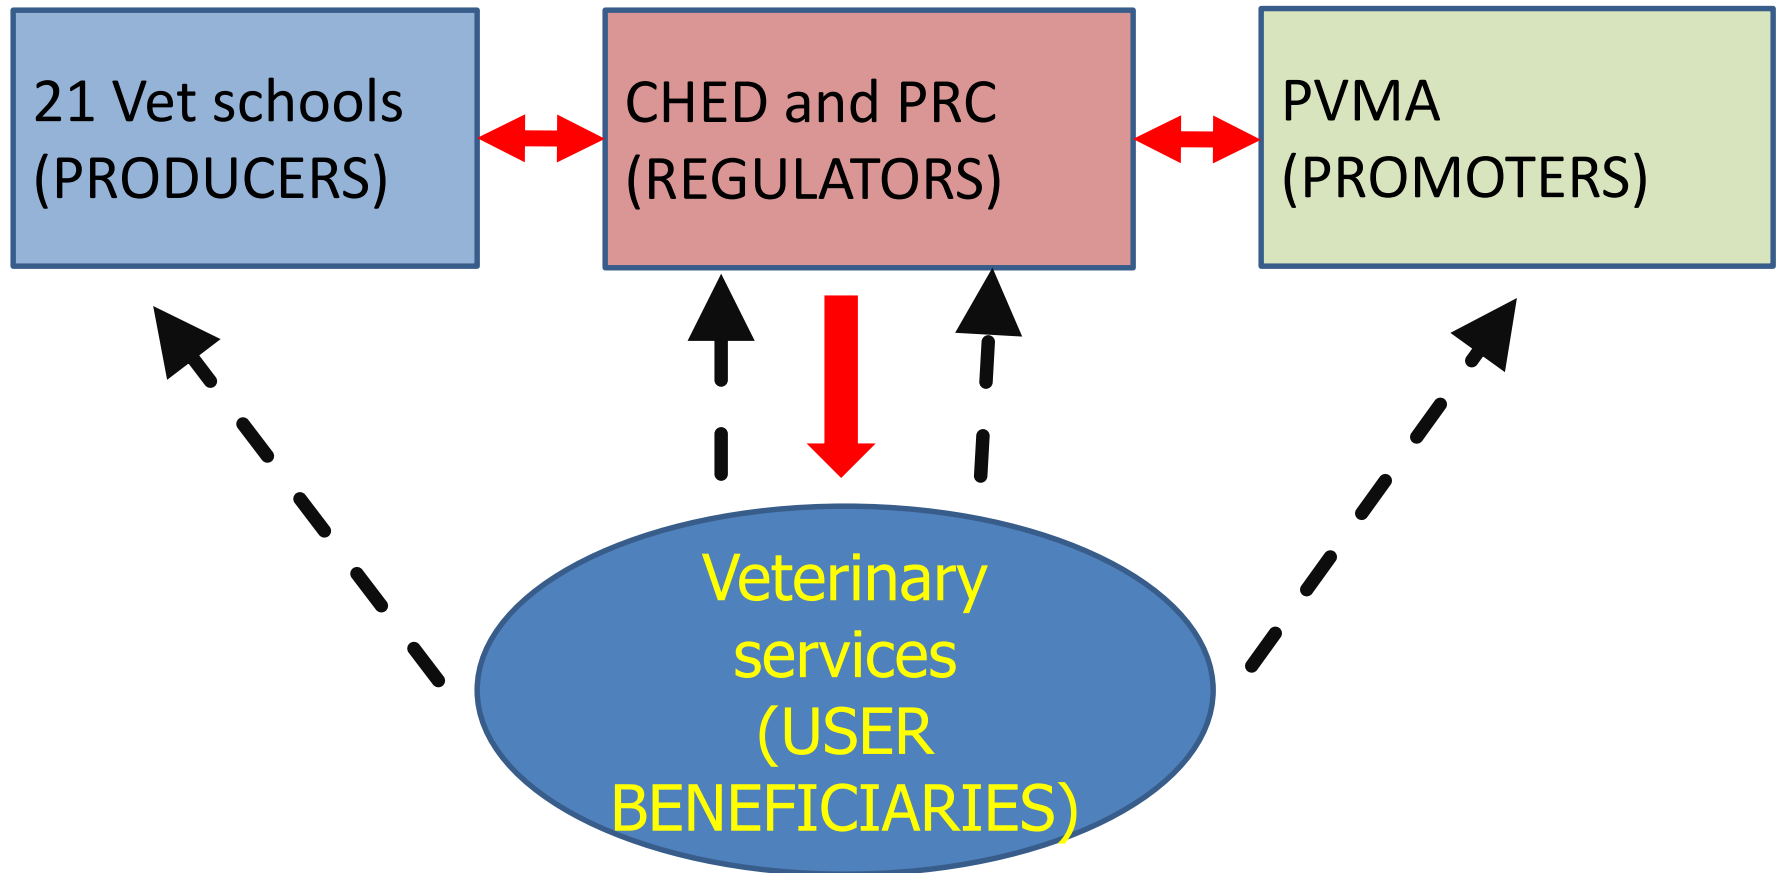 21 Vet schools
(PRODUCERS)
CHED and PRC
(REGULATORS)
PVMA
(PROMOTERS)
Veterinary
services
(USER
BENEFICIARIES)